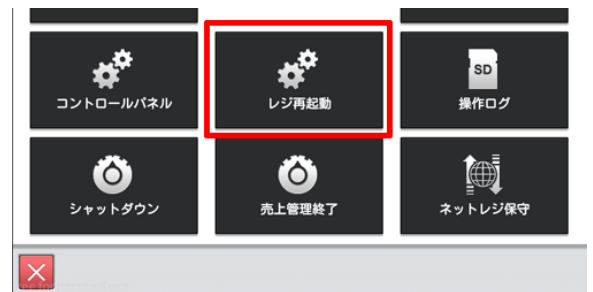 コントロールパネル
レジ再起動
SD
操作ログ
シャットダウン
売上管理終了
ネットレジ保守